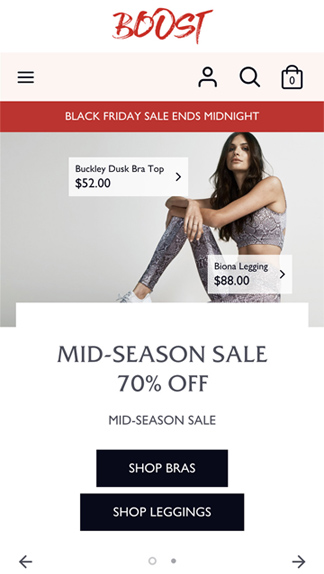 BOOST
0
BLACK FRIDAY SALE ENDS MIDNIGHT
Buckley Dusk Bra Top
$52.00
Biona Legging
$88.00
MID-SEASON SALE
70% OFF
MID-SEASON SALE
SHOP BRAS
SHOP LEGGINGS